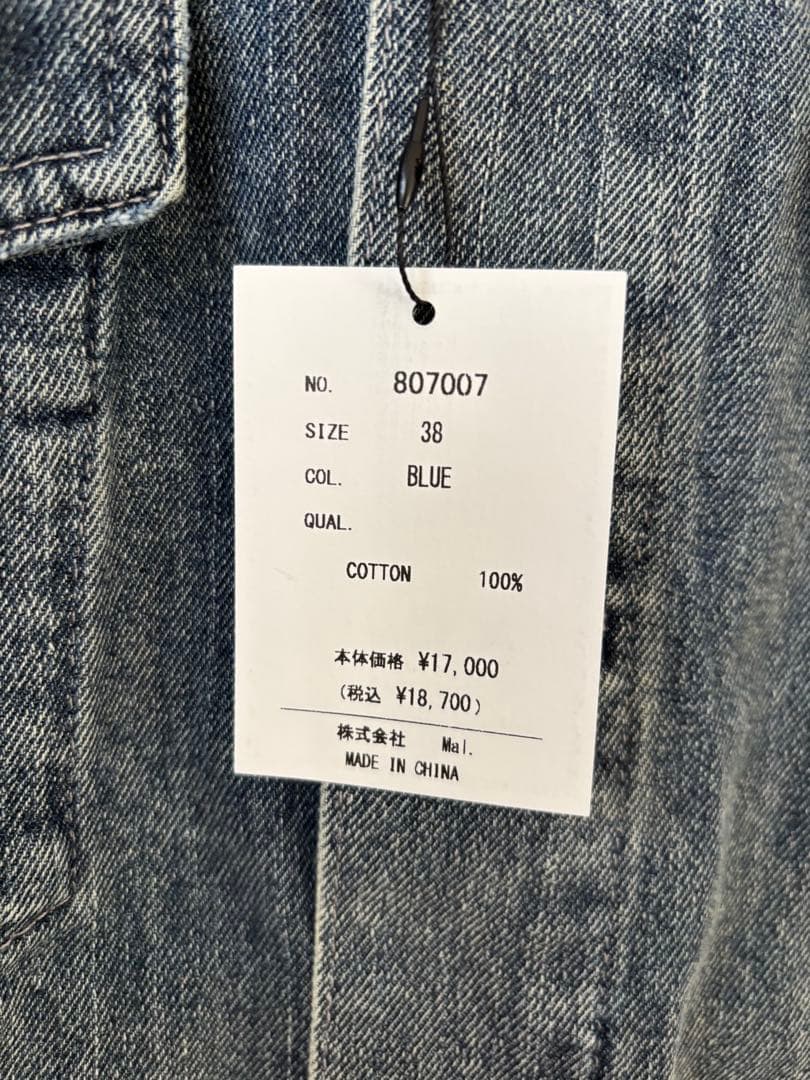 NO. 807007
SIZE 38
COL. BLUE
QUAL.
COTTON 100%
本体価格 ¥17,000
(税込 ¥18,700)
株式会社 Mal.
MADE IN CHINA